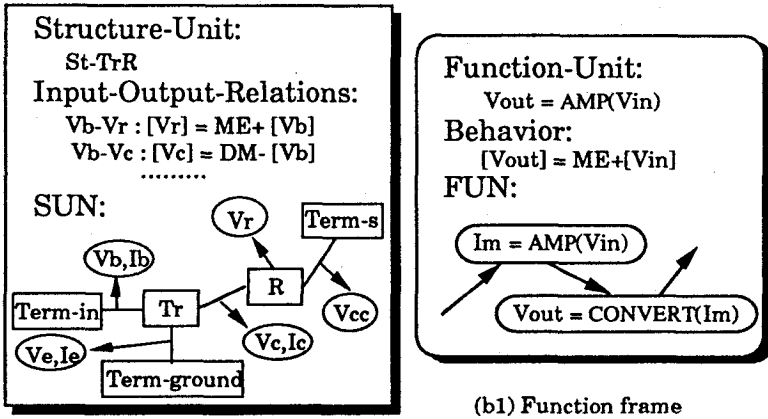 Structure-Unit:
St-TrR
Input-Output-Relations:
Vb-Vr : [Vr] = ME+ [Vb]
Vb-Vc : [Vc] = DM- [Vb]
.........
SUN:
Vr
Term-s
Vb,Ib
R
Term-in
Tr
Vcc
Ve,Ie
Vc,Ic
Term-ground
Function-Unit:
Vout = AMP(Vin)
Behavior:
[Vout] = ME+[Vin]
FUN:
Im = AMP(Vin)
Vout = CONVERT(Im)
(b1) Function frame